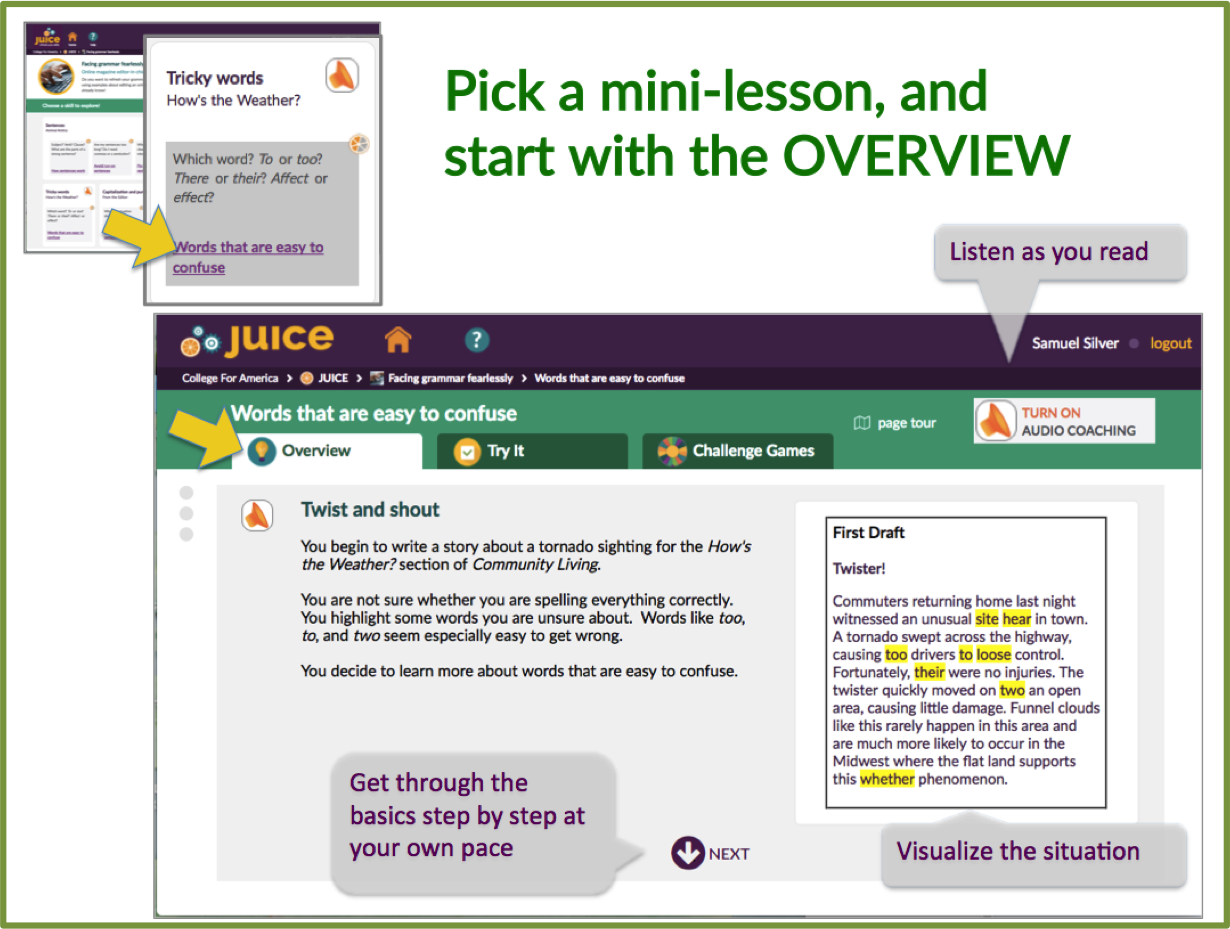 juice
Facing grammar fearlessly
Choose a skill to explore!
Tricky words
How's the Weather?
Which word? To or too?
There or their? Affect or
effect?
Words that are easy to
confuse
Pick a mini-lesson, and
start with the OVERVIEW
Listen as you read
juice
?
Samuel Silver
logout
College For America > JUICE > Facing grammar fearlessly > Words that are easy to confuse
Words that are easy to confuse
page tour
TURN ON
AUDIO COACHING
Overview
Try It
Challenge Games
Twist and shout
You begin to write a story about a tornado sighting for the How's
the Weather? section of Community Living.
You are not sure whether you are spelling everything correctly.
You highlight some words you are unsure about. Words like too,
to, and two seem especially easy to get wrong.
You decide to learn more about words that are easy to confuse.
First Draft
Twister!
Commuters returning home last night
witnessed an unusual site hear in town.
A tornado swept across the highway,
causing too drivers to loose control.
Fortunately, their were no injuries. The
twister quickly moved on two an open
area, causing little damage. Funnel clouds
like this rarely happen in this area and
are much more likely to occur in the
Midwest where the flat land supports
this whether phenomenon.
Get through the
basics step by step at
your own pace
NEXT
Visualize the situation